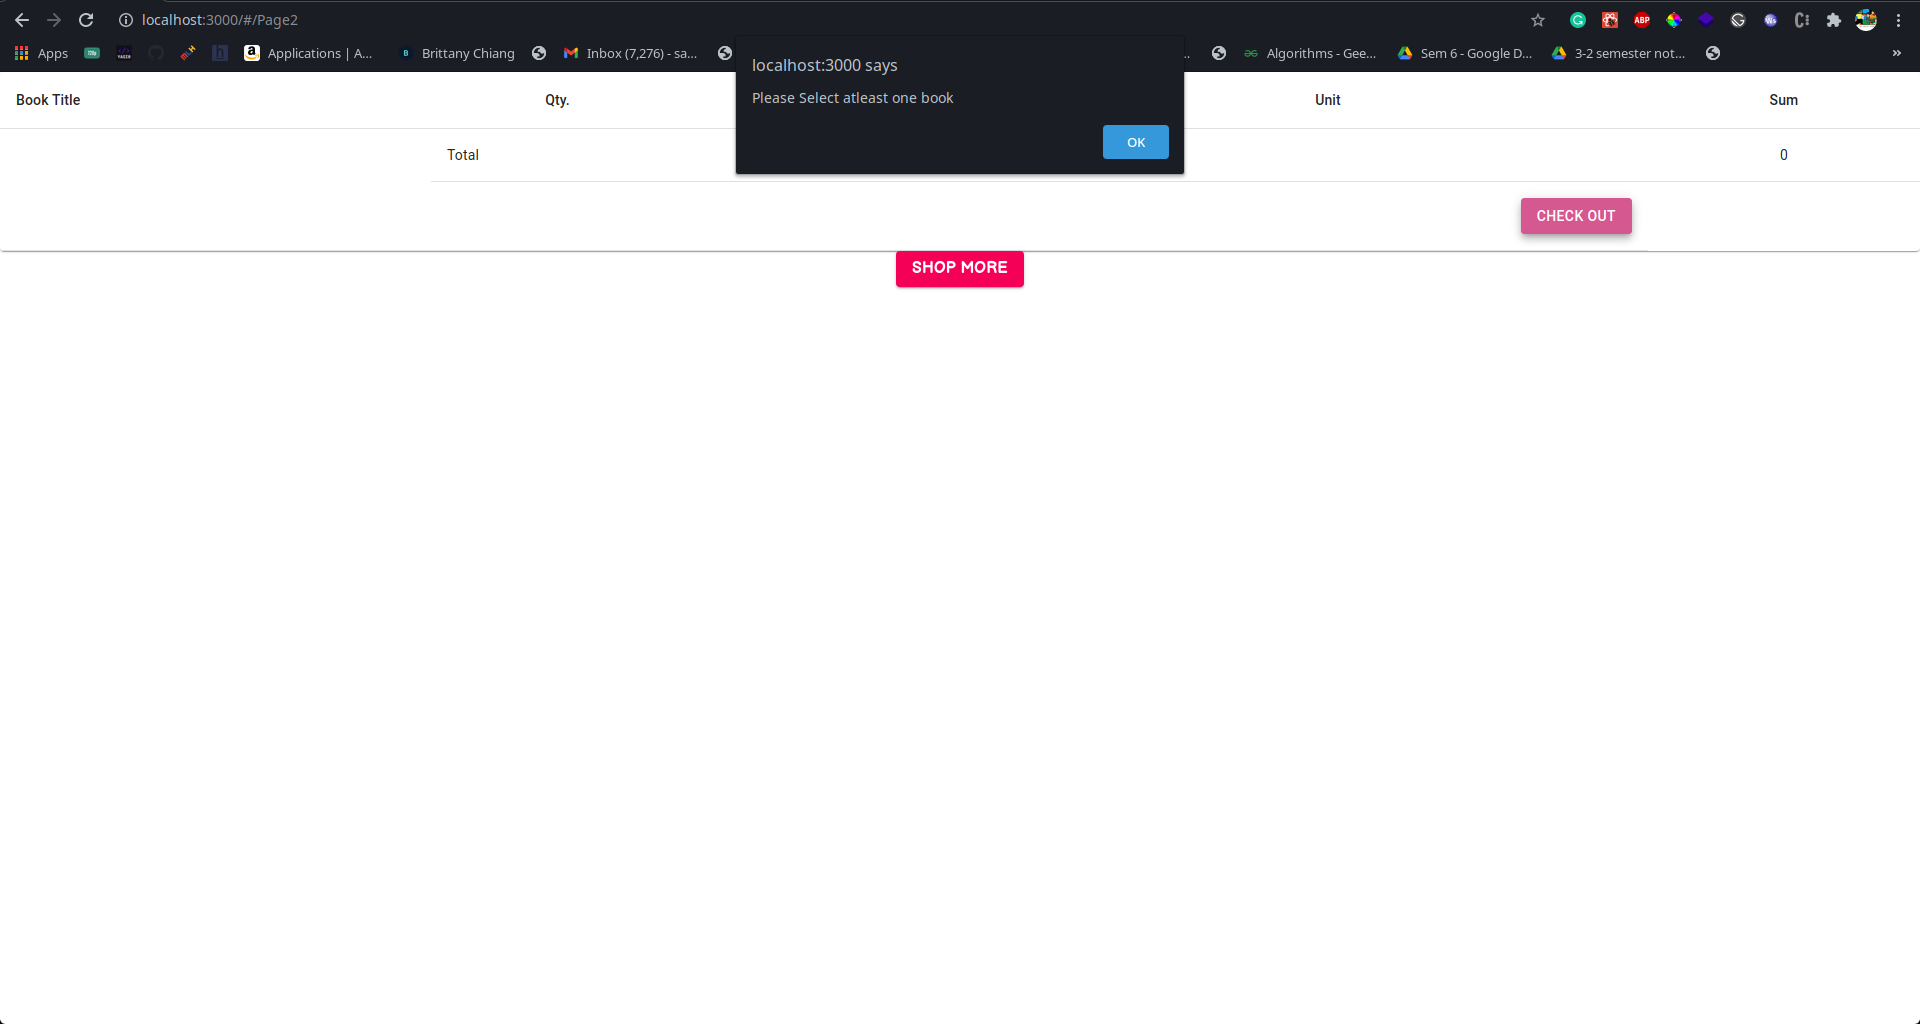 localhost:3000/#/Page2
ABP
Apps
Applications | A...
Brittany Chiang
Inbox (7,276) - sa...
Algorithms - Gee...
Sem 6 - Google D...
3-2 semester not...
»
localhost:3000 says
Please Select atleast one book
OK
Book Title Qty. Unit Sum
Total 0
CHECK OUT
SHOP MORE